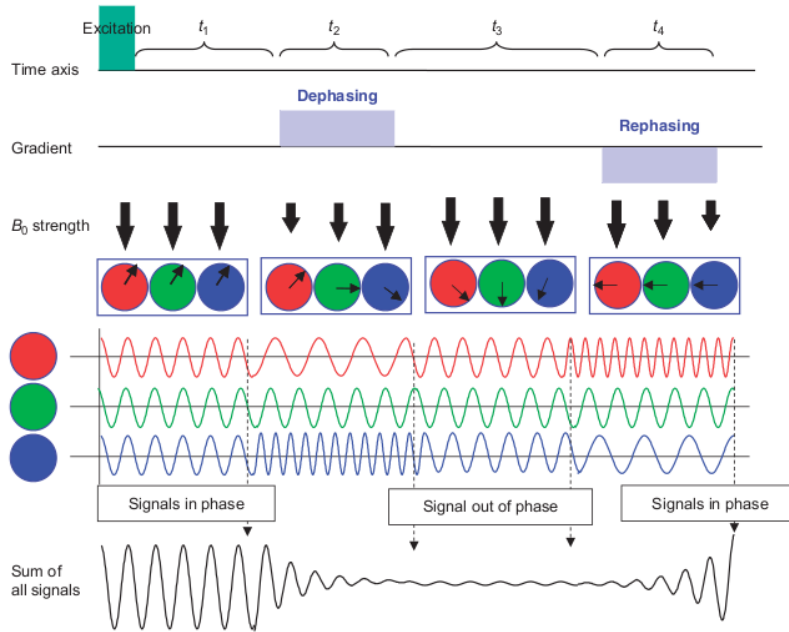 Excitation
t1
t2
t3
t4
Time axis
Dephasing
Gradient
Rephasing
B0 strength
Signals in phase
Signal out of phase
Signals in phase
Sum of
all signals